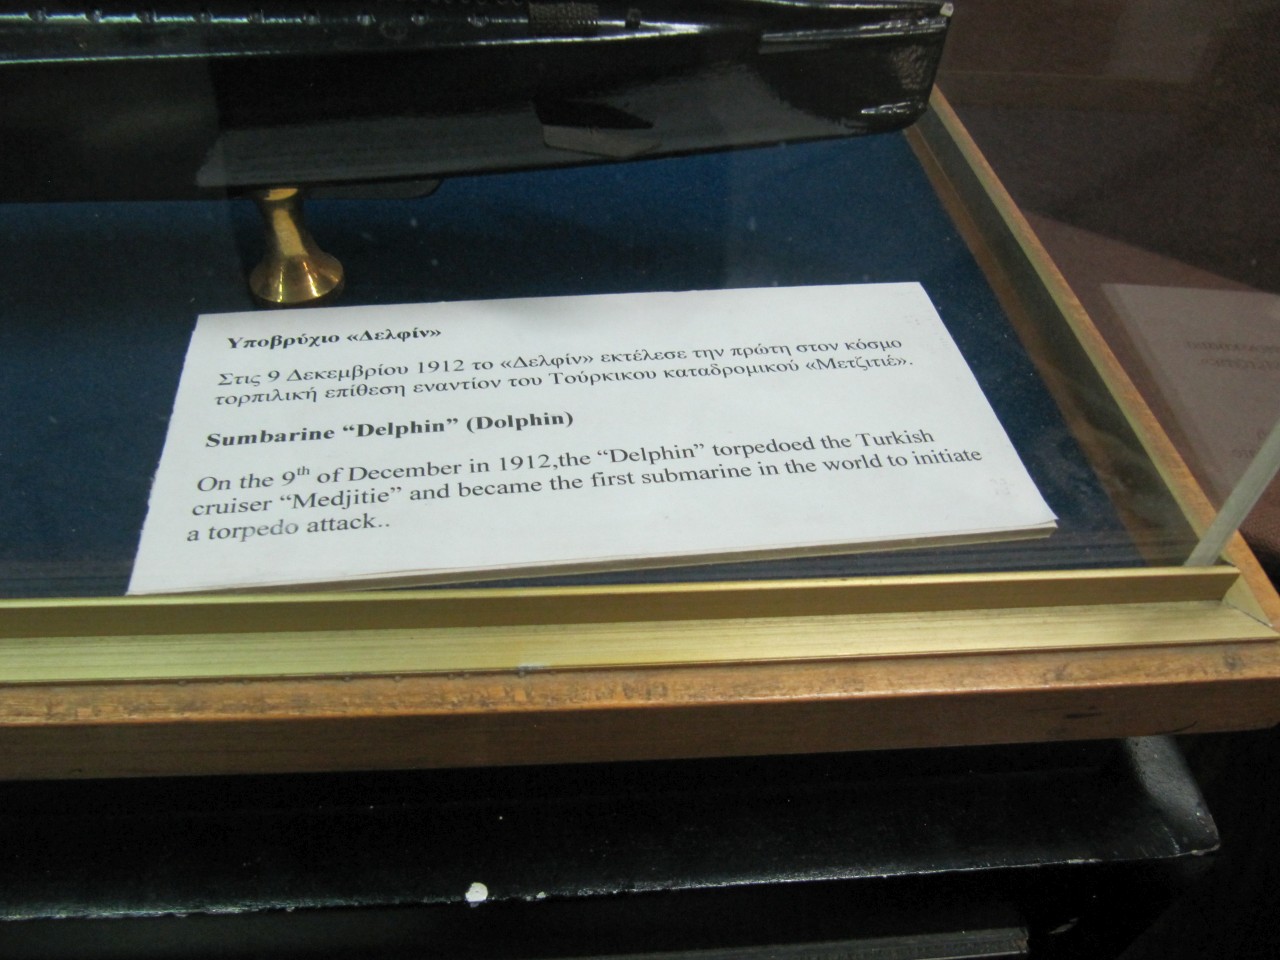 Υποβρύχιο «Δελφίν»
Στις 9 Δεκεμβρίου 1912 το «Δελφίν» εκτέλεσε την πρώτη στον κόσμο
τορπιλική επίθεση εναντίον του Τούρκικου καταδρομικού «Μετζιτιέ».
Sumbarine “Delphin” (Dolphin)
On the 9th of December in 1912,the “Delphin” torpedoed the Turkish
cruiser “Medjitie” and became the first submarine in the world to initiate
a torpedo attack..